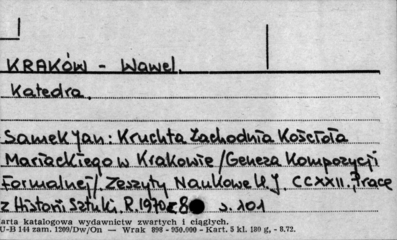 KRAKÓW - Wawel.
Katedra.
Samek Jan: Kruchta Zachodnia Kościoła
Mariackiego w Krakowie /Geneza Kompozycji
Formalnej/. Zeszyty Naukowe U.J. CCXXII. Prace
z Historii Sztuki. R. 1970 z 8 s. 101
arta katalogowa wydawnictw zwartych i ciągłych.
U-B 144 zam. 1209/Dw/On — Wrak 898 - 950.000 - Kart. 5 kl. 180 g, - 8.72.